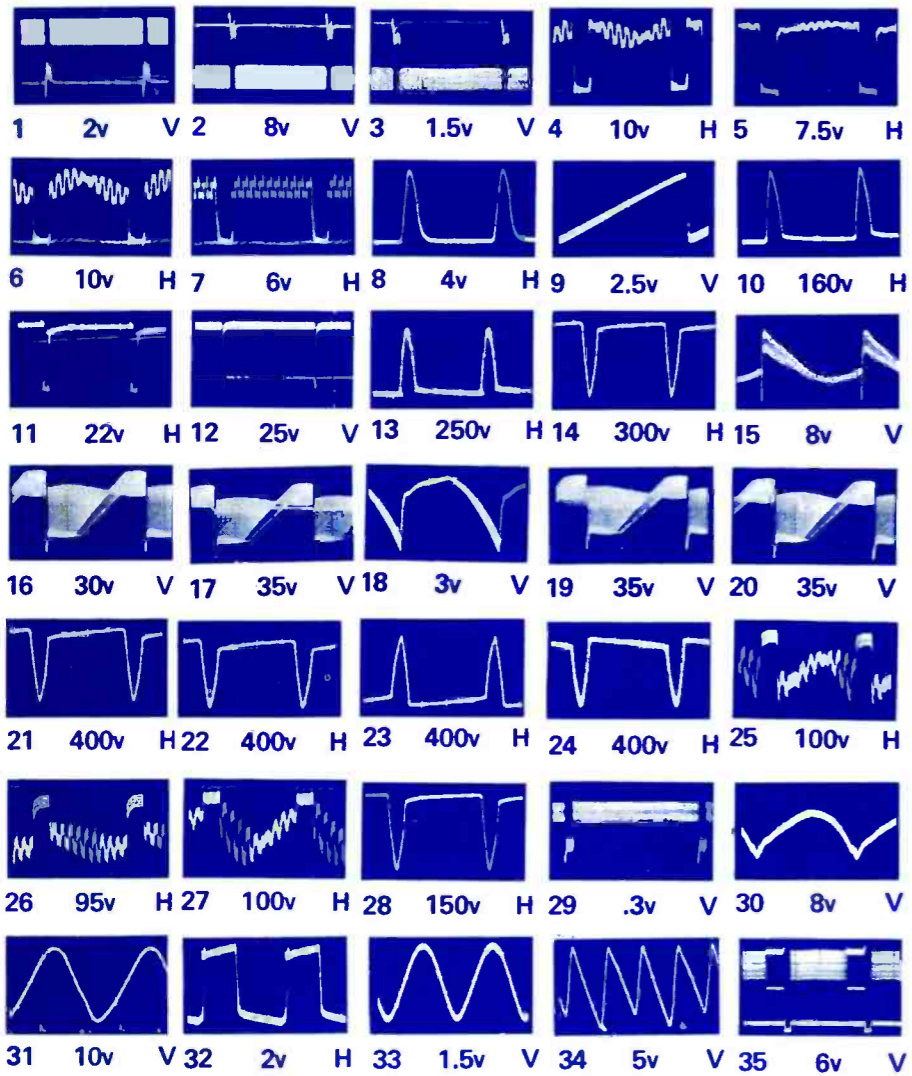 1 2v V 2 8v V 3 1.5v V 4 10v H 5 7.5v H
6 10v H 7 6v H 8 4v H 9 2.5v V 10 160v H
11 22v H 12 25v V 13 250v H 14 300v H 15 8v V
16 30v V 17 35v V 18 3v V 19 35v V 20 35v V
21 400v H 22 400v H 23 400v H 24 400v H 25 100v H
26 95v H 27 100v H 28 150v H 29 .3v V 30 8v V
31 10v V 32 2v H 33 1.5v V 34 5v V 35 6v V